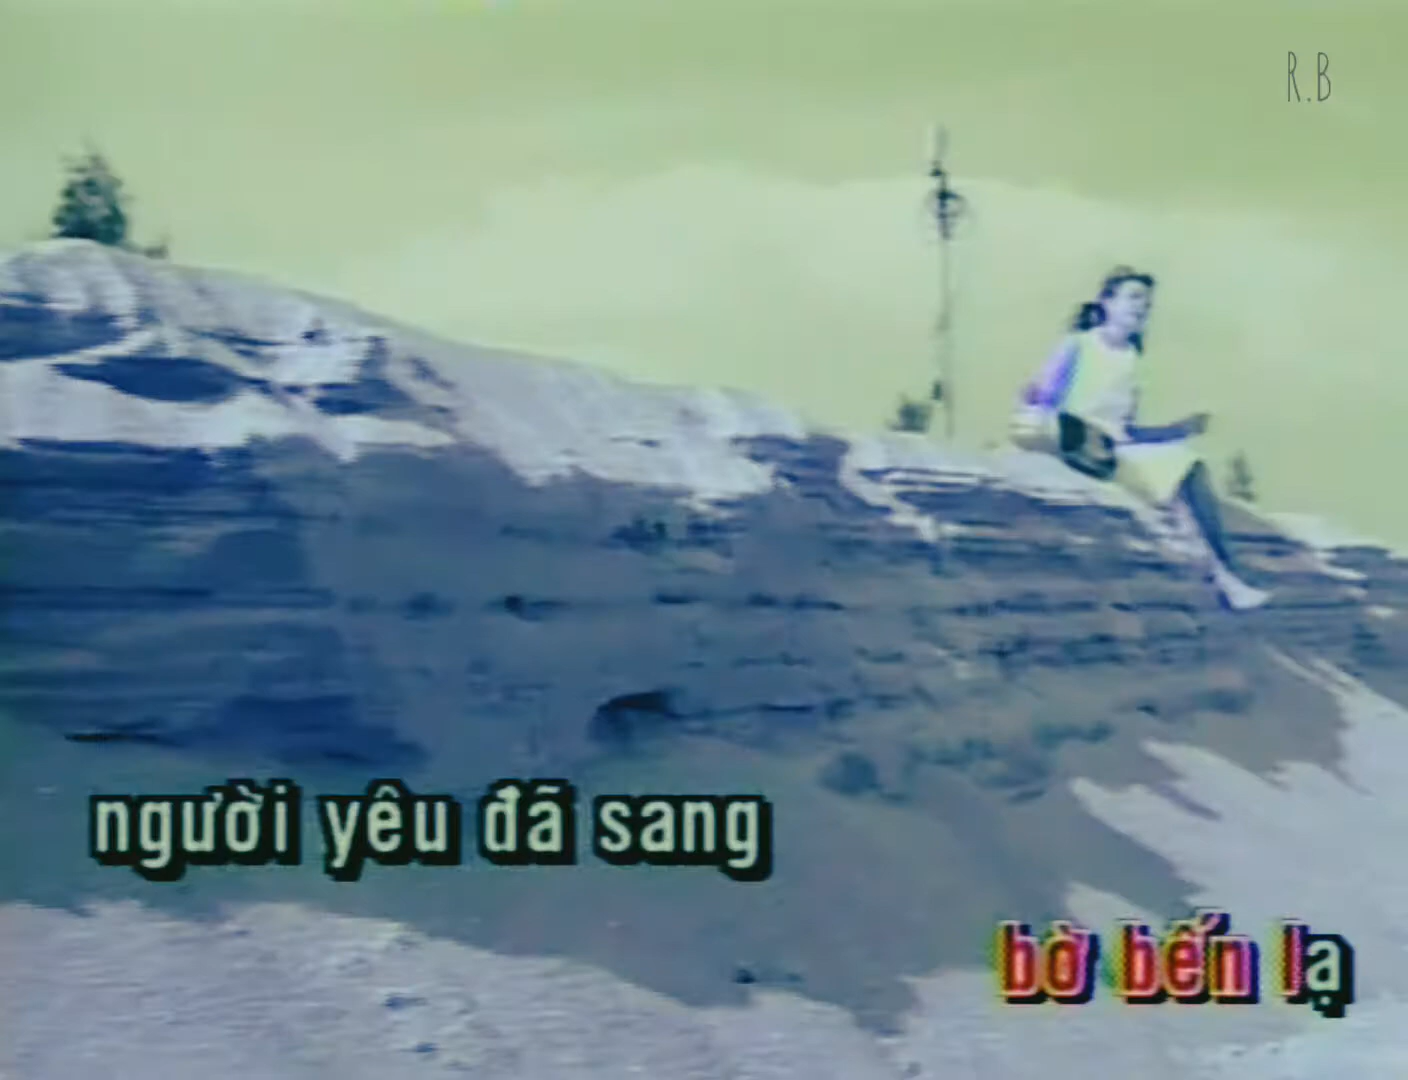 R.B
người yêu đã sang
bờ bến lạ